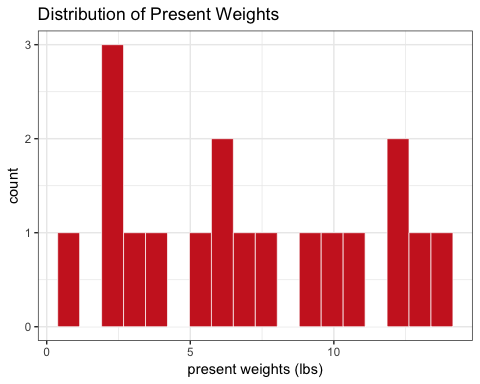 Distribution of Present Weights
3
2
1
0
count
0 5 10
present weights (lbs)